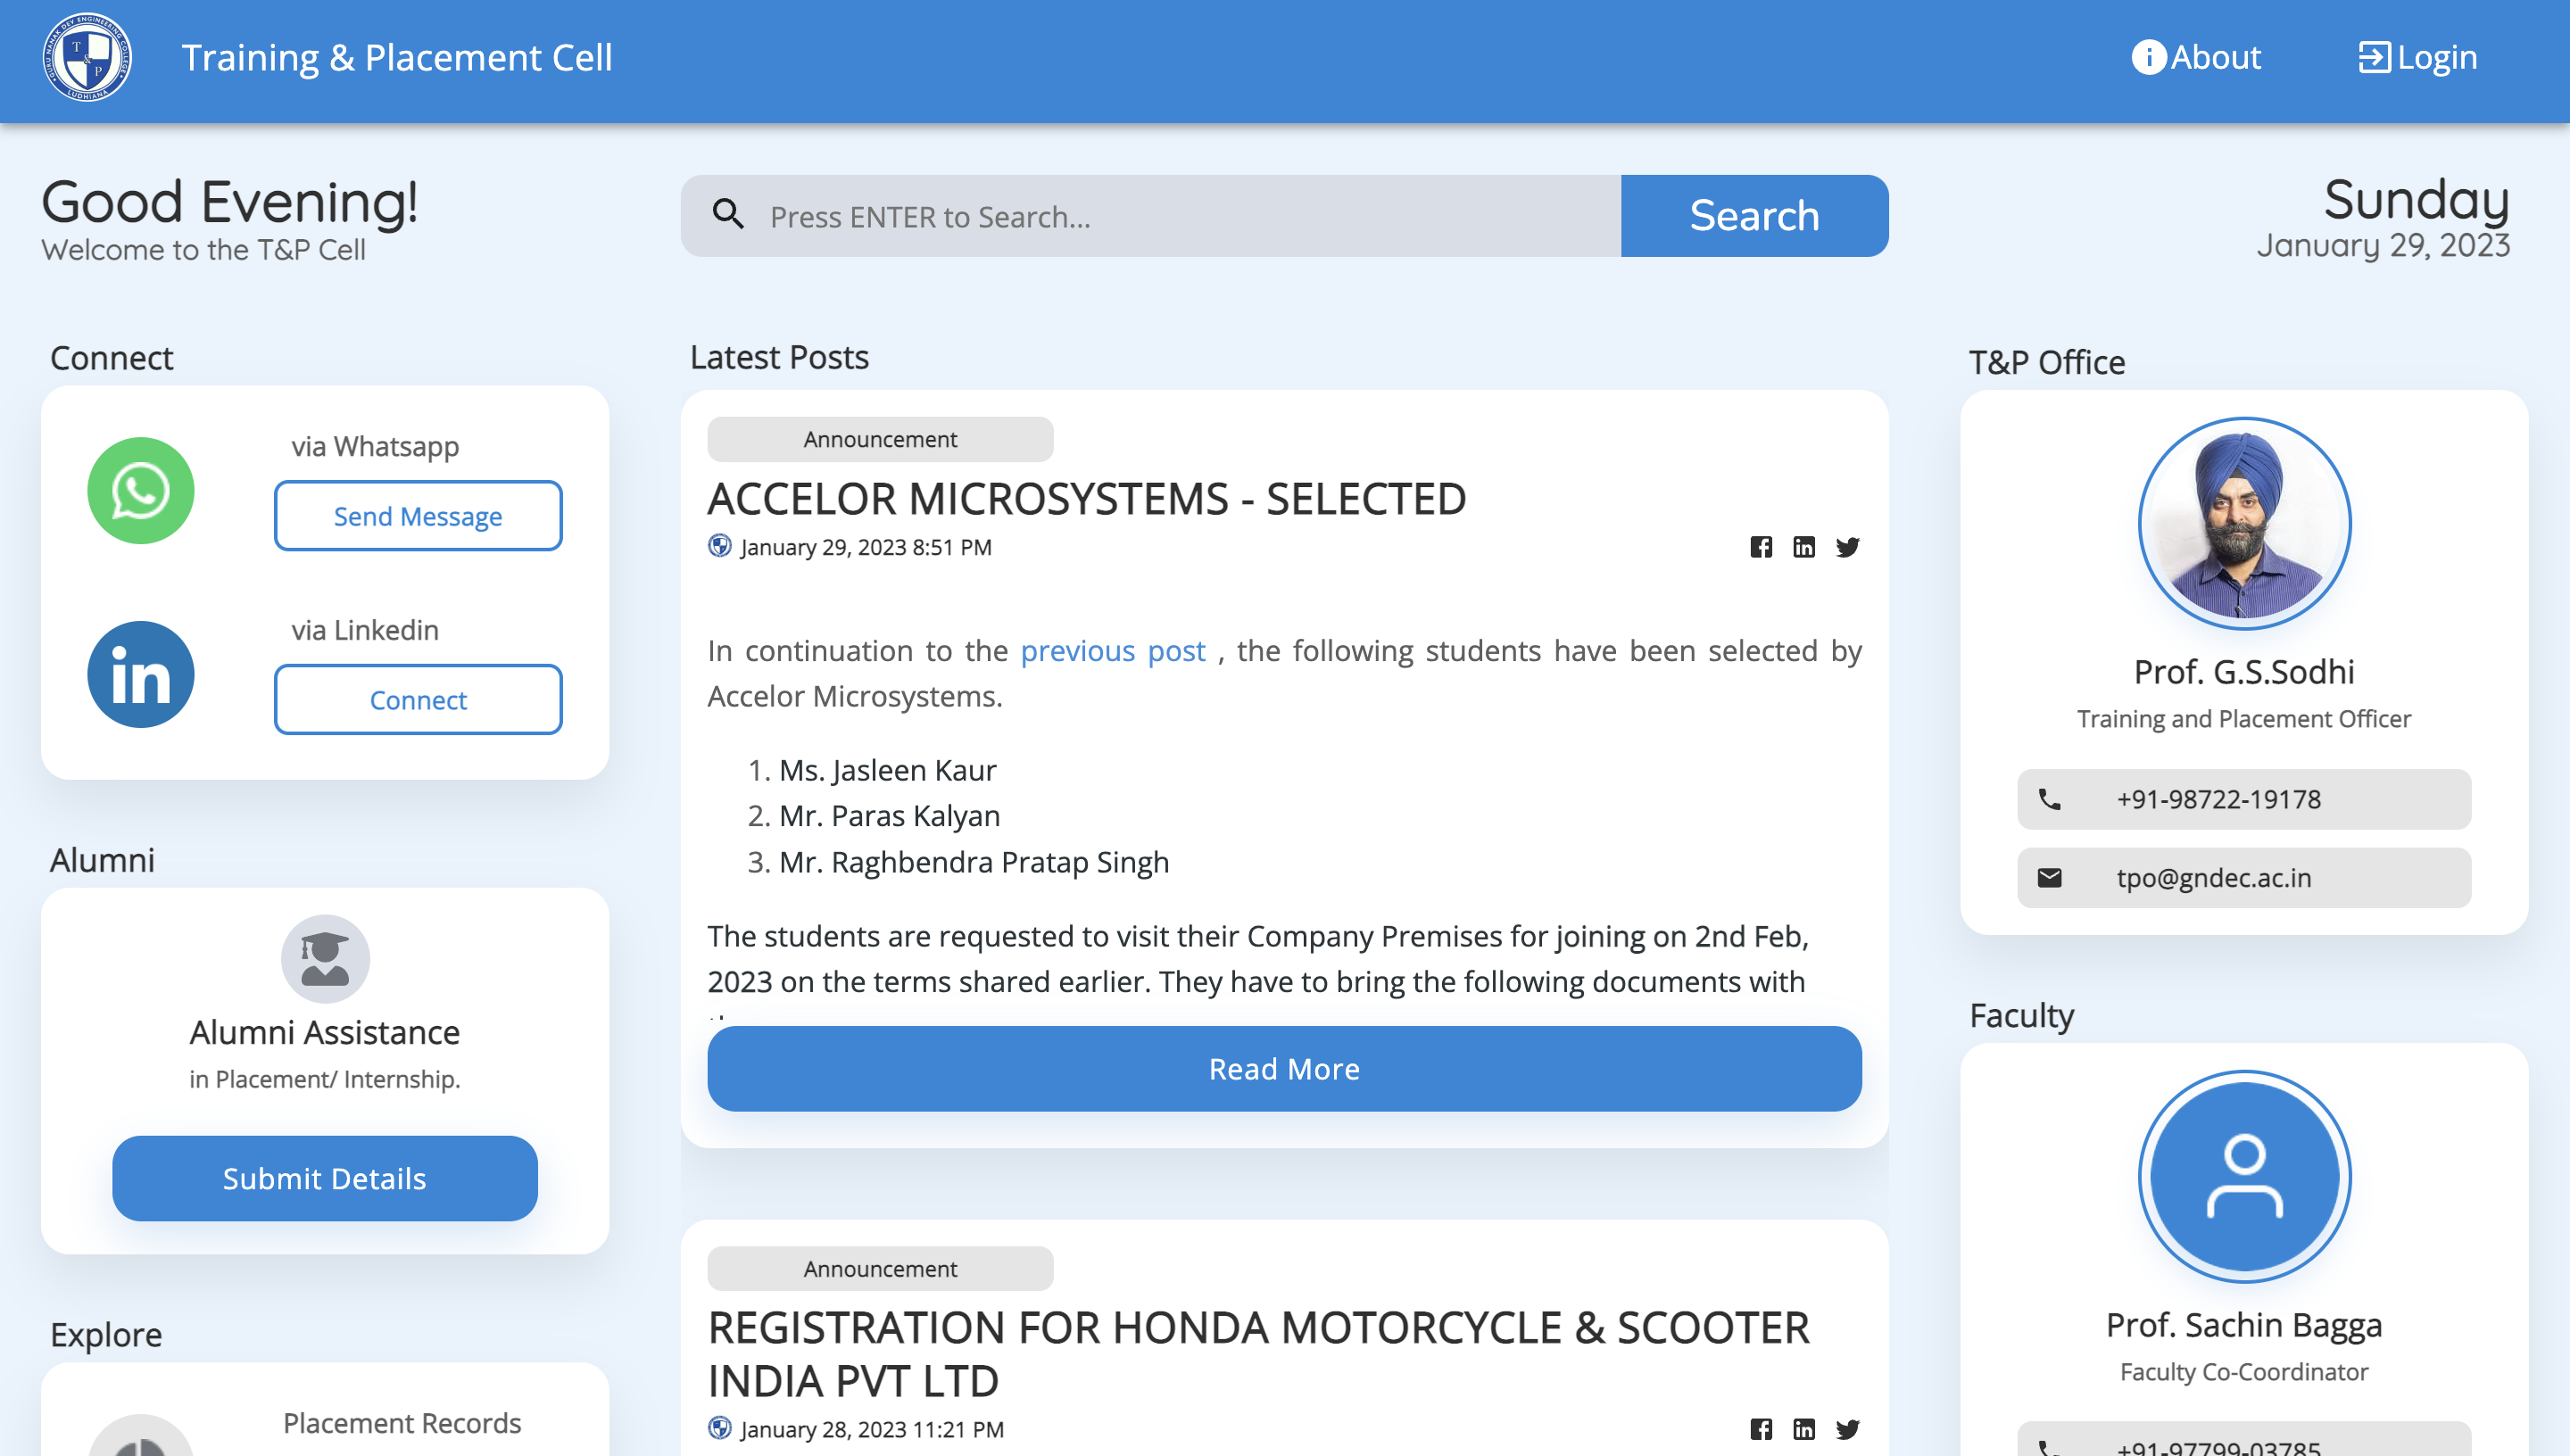 GURU NANAK DEV ENGINEERING COLLEGE
T & P
LUDHIANA
Training & Placement Cell
About
Login
Good Evening!
Welcome to the T&P Cell
Press ENTER to Search...
Search
Sunday
January 29, 2023
Connect
via Whatsapp
Send Message
via Linkedin
Connect
Alumni
Alumni Assistance
in Placement/ Internship.
Submit Details
Explore
Placement Records
Latest Posts
Announcement
ACCELOR MICROSYSTEMS - SELECTED
January 29, 2023 8:51 PM
In continuation to the previous post , the following students have been selected by
Accelor Microsystems.
1. Ms. Jasleen Kaur
2. Mr. Paras Kalyan
3. Mr. Raghbendra Pratap Singh
The students are requested to visit their Company Premises for joining on 2nd Feb,
2023 on the terms shared earlier. They have to bring the following documents with
Read More
Announcement
REGISTRATION FOR HONDA MOTORCYCLE & SCOOTER
INDIA PVT LTD
January 28, 2023 11:21 PM
T&P Office
Prof. G.S.Sodhi
Training and Placement Officer
+91-98722-19178
tpo@gndec.ac.in
Faculty
Prof. Sachin Bagga
Faculty Co-Coordinator
+91-97799-03785